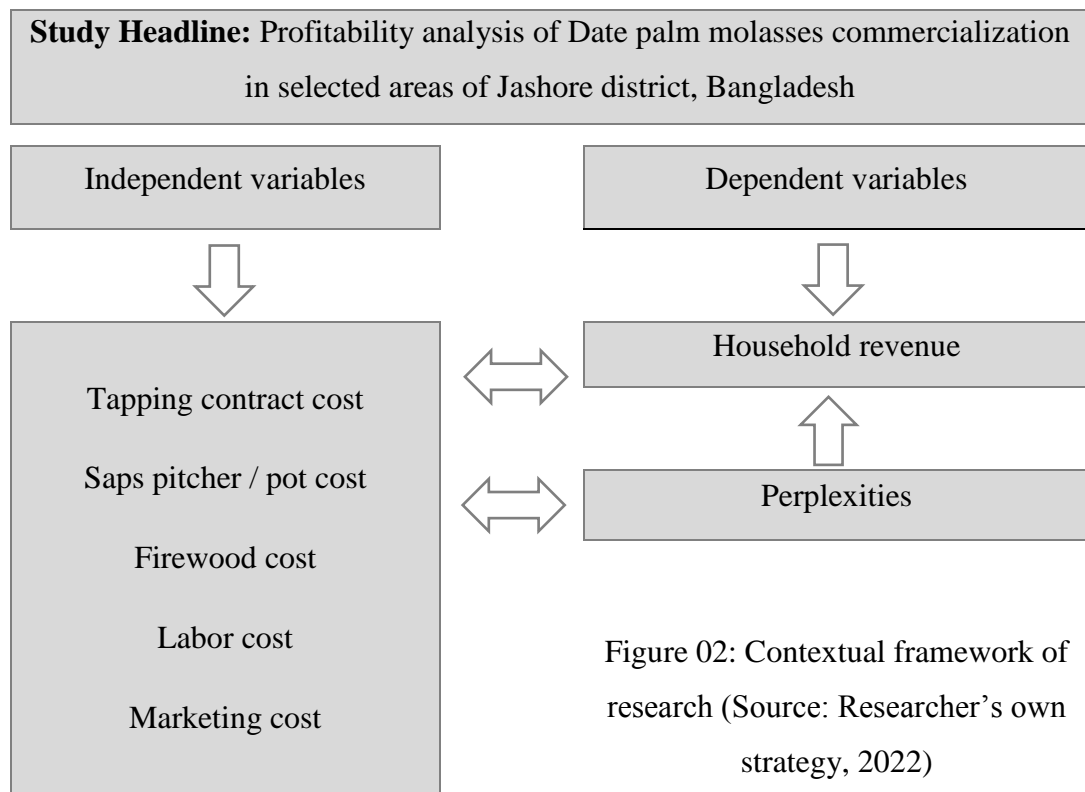 Study Headline: Profitability analysis of Date palm molasses commercialization
in selected areas of Jashore district, Bangladesh
Independent variables
Dependent variables
Tapping contract cost
Saps pitcher / pot cost
Firewood cost
Labor cost
Marketing cost
Household revenue
Perplexities
Figure 02: Contextual framework of
research (Source: Researcher’s own
strategy, 2022)